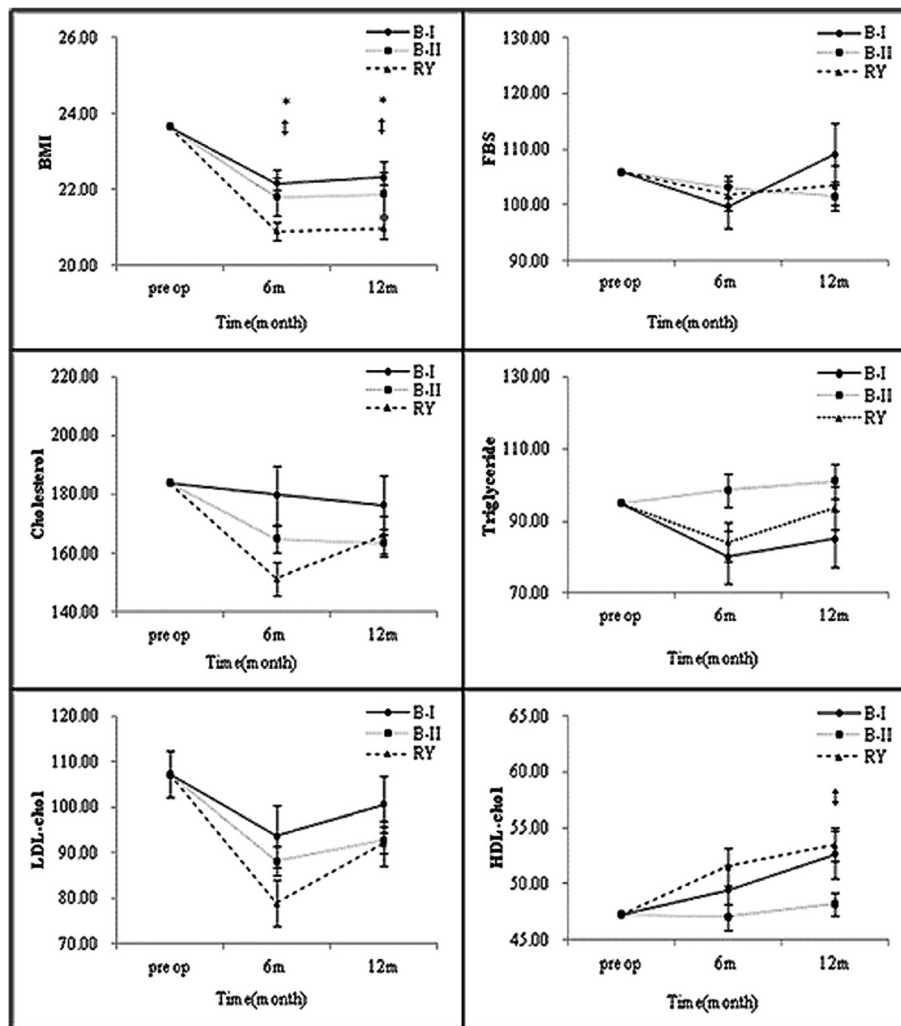 26.00
24.00
22.00
20.00
BMI
B-I
B-II
RY
*
‡
*
‡
pre op 6m 12m
Time(month)
130.00
120.00
110.00
100.00
90.00
FBS
B-I
B-II
RY
pre op 6m 12m
Time(month)
220.00
200.00
180.00
160.00
140.00
Cholesterol
B-I
B-II
RY
pre op 6m 12m
Time(month)
130.00
110.00
90.00
70.00
Triglyceride
B-I
B-II
RY
pre op 6m 12m
Time(month)
120.00
110.00
100.00
90.00
80.00
70.00
LDL-chol
B-I
B-II
RY
pre op 6m 12m
Time(month)
65.00
60.00
55.00
50.00
45.00
HDL-chol
B-I
B-II
RY
‡
pre op 6m 12m
Time(month)